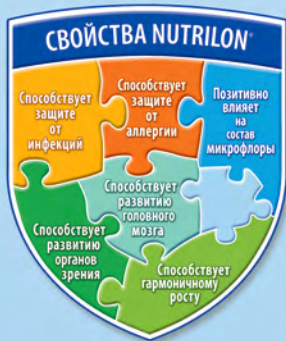 СВОЙСТВА NUTRILON®
Способствует
защите
от
инфекций
Способствует
защите
от
аллергии
Позитивно
влияет
на
состав
микрофлоры
Способствует
развитию
головного
мозга
Способствует
развитию
органов
зрения
Способствует
гармоничному
росту